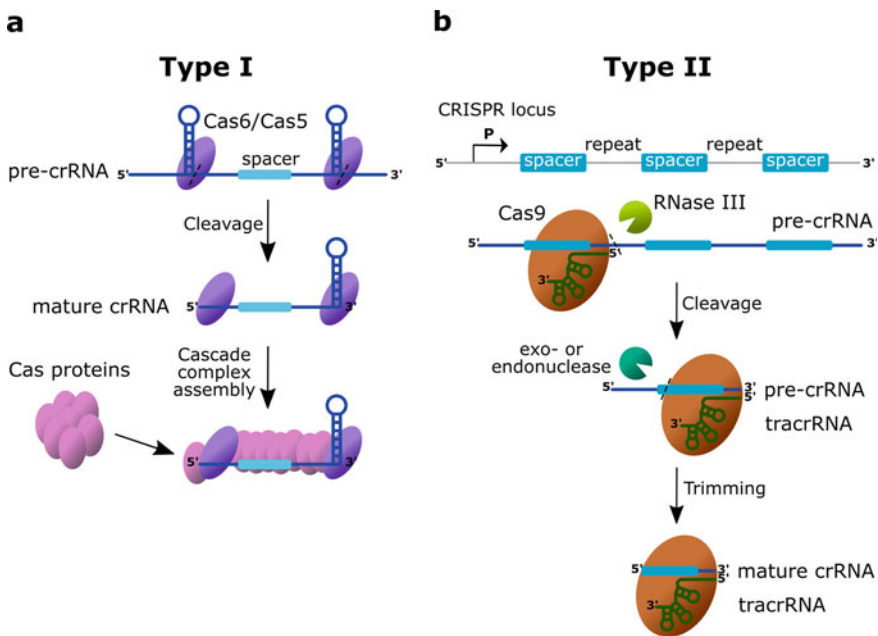 a
Type I
Cas6/Cas5
spacer
pre-crRNA
5'
3'
Cleavage
mature crRNA
5'
3'
Cas proteins
Cascade
complex
assembly
5'
3'
b
Type II
CRISPR locus
P
repeat
repeat
5'
spacer
spacer
spacer
3'
Cas9
RNase III
pre-crRNA
5'
5'
3'
3'
Cleavage
exo- or
endonuclease
5'
3'
pre-crRNA
5'
3'
tracrRNA
Trimming
5'
3'
mature crRNA
5'
3'
tracrRNA